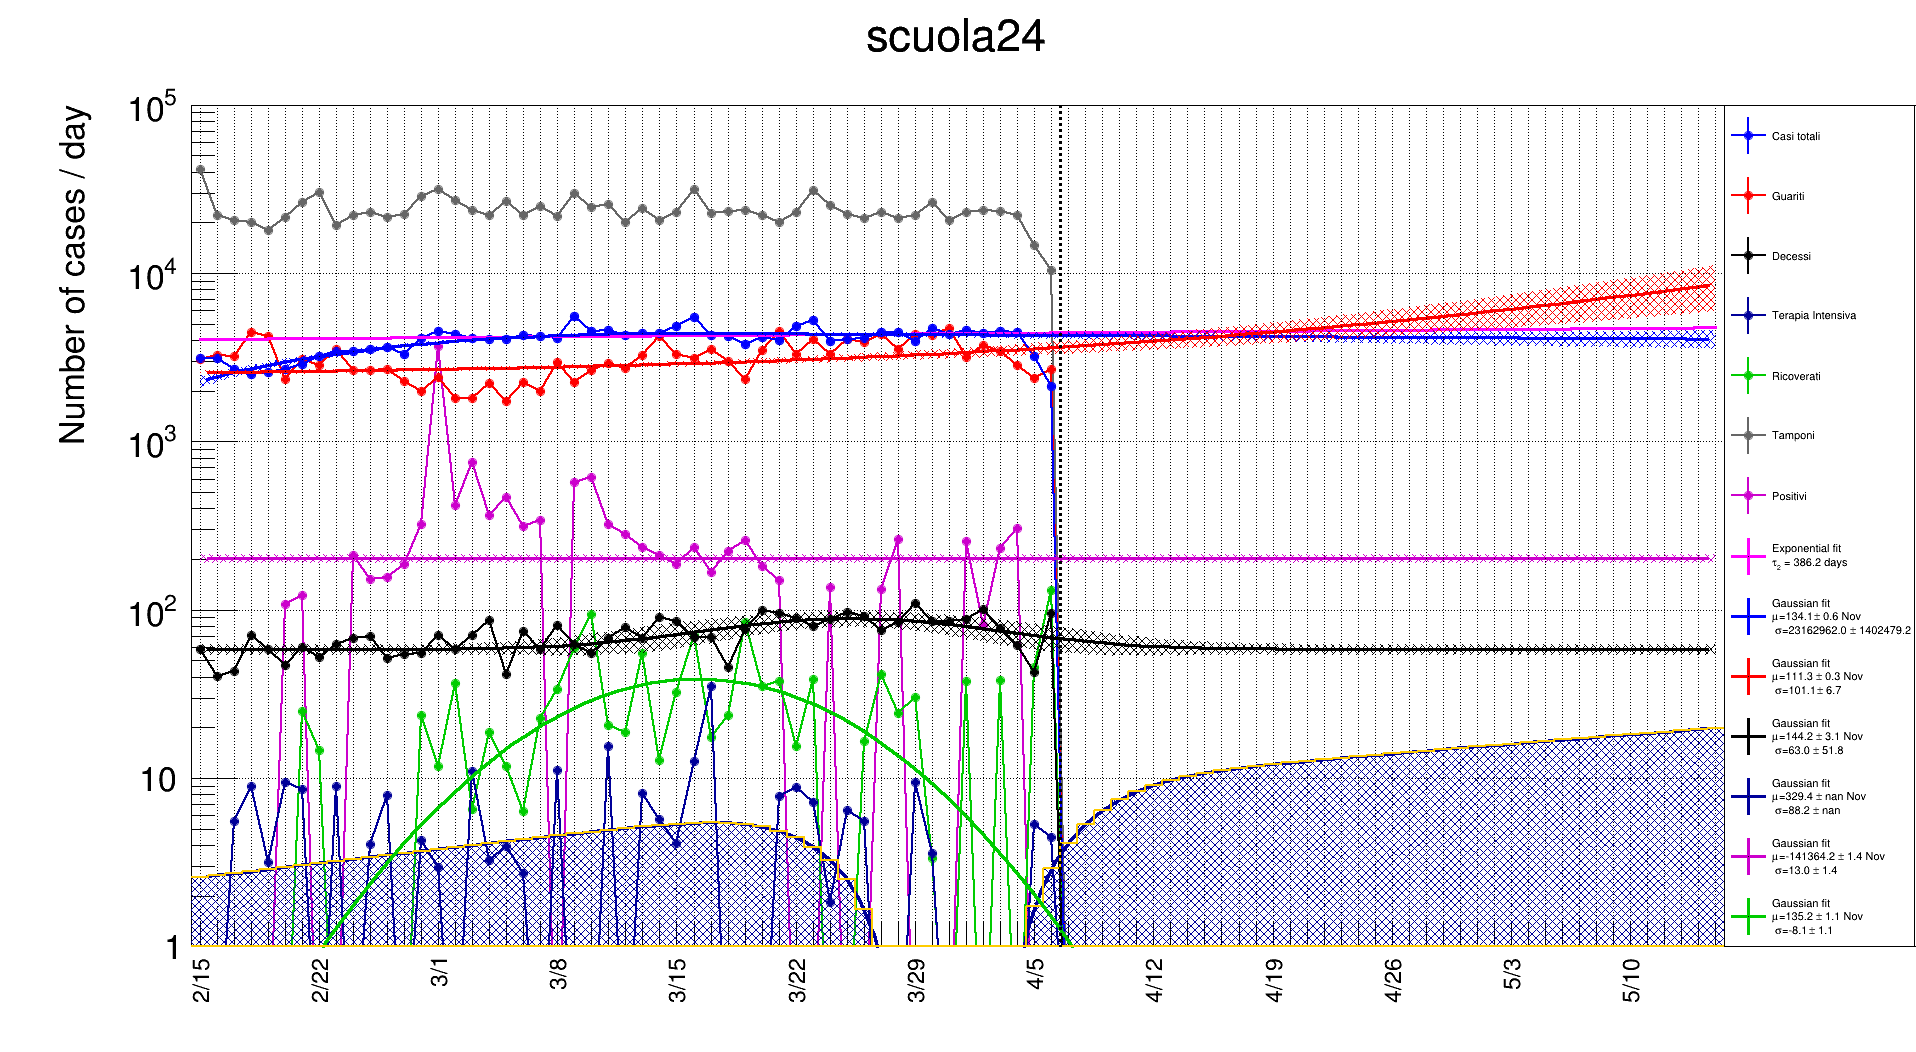 scuola24
Number of cases / day
10^5
10^4
10^3
10^2
10
1
2/15
2/22
3/1
3/8
3/15
3/22
3/29
4/5
4/12
4/19
4/26
5/3
5/10
Casi totali
Guariti
Decessi
Terapia Intensiva
Ricoverati
Tamponi
Positivi
Exponential fit
τ₂ = 386.2 days
Gaussian fit
μ=134.1± 0.6 Nov
σ=23162962.0 ± 1402479.2
Gaussian fit
μ=111.3± 0.3 Nov
σ=101.1± 6.7
Gaussian fit
μ=144.2± 3.1 Nov
σ=63.0± 51.8
Gaussian fit
μ=329.4± nan Nov
σ=88.2± nan
Gaussian fit
μ=-141364.2± 1.4 Nov
σ=13.0± 1.4
Gaussian fit
μ=135.2± 1.1 Nov
σ=-8.1± 1.1